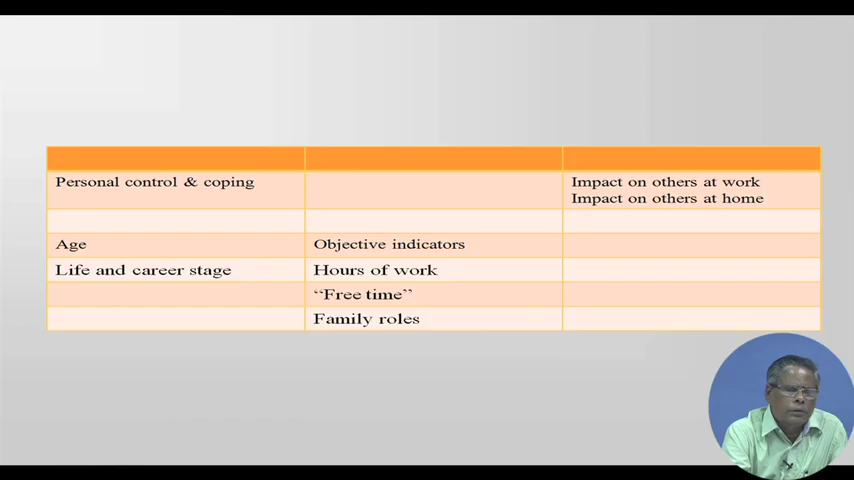 Personal control & coping
Impact on others at work
Impact on others at home
Age
Objective indicators
Life and career stage
Hours of work
“Free time”
Family roles